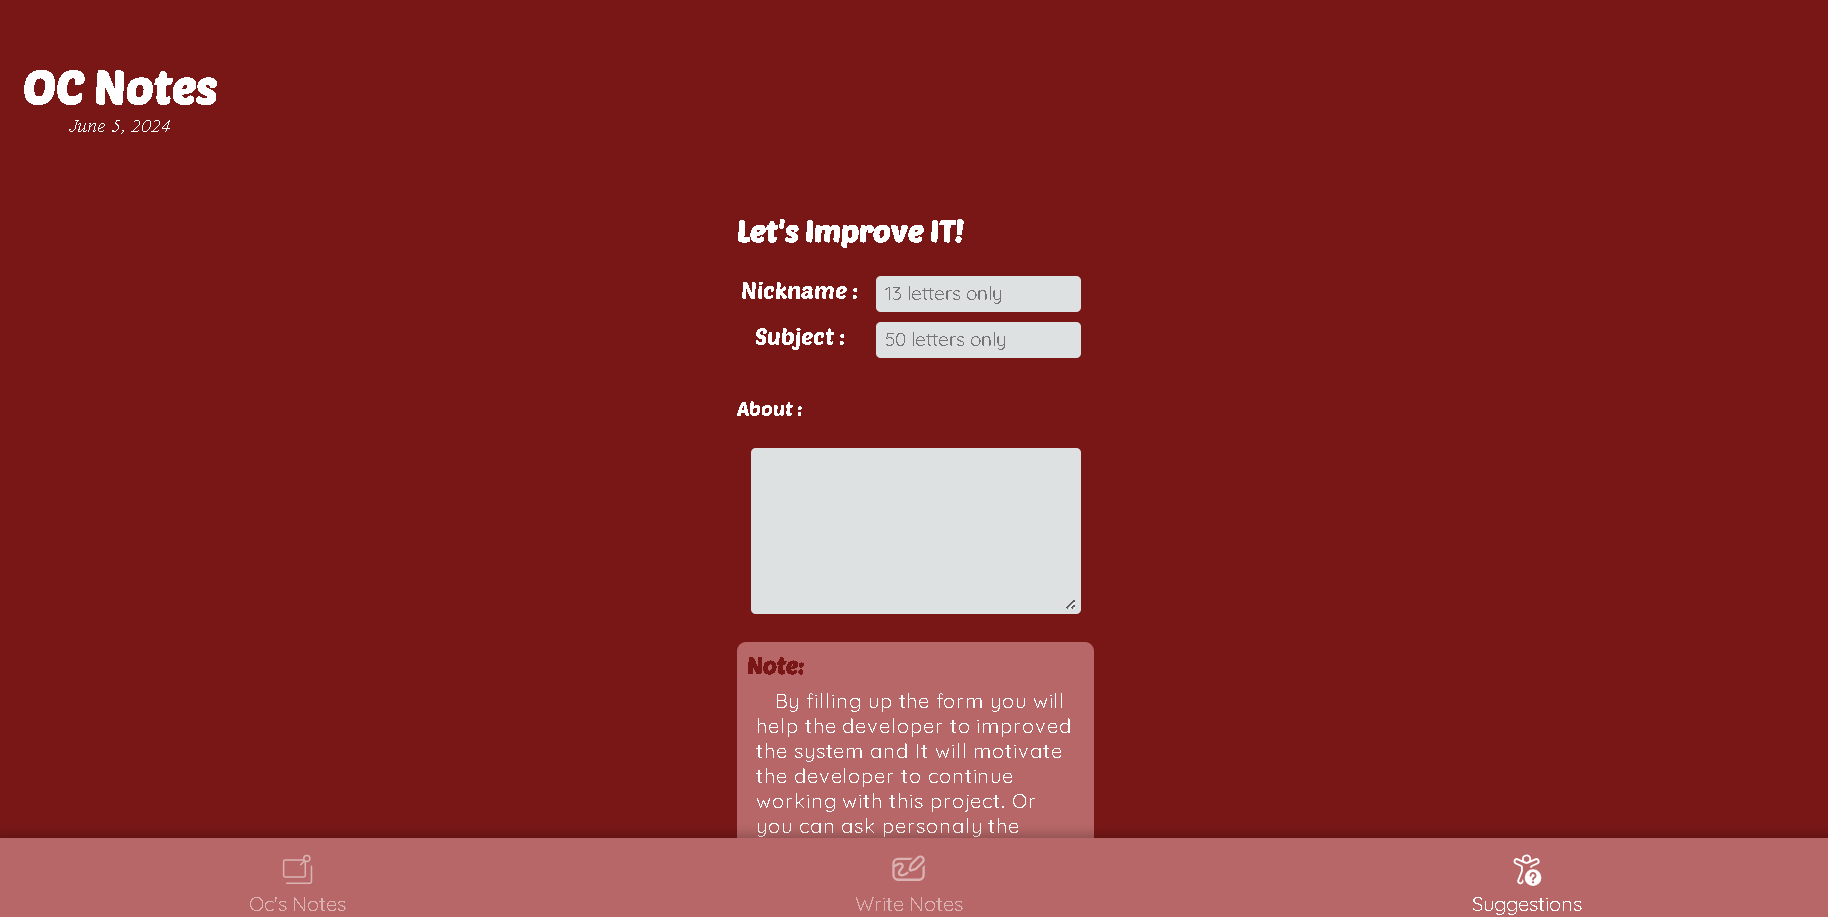 OC Notes
June 5, 2024
Let's Improve IT!
Nickname : 13 letters only
Subject : 50 letters only
About :
Note:
By filling up the form you will
help the developer to improved
the system and It will motivate
the developer to continue
working with this project. Or
you can ask personaly the
Oc's Notes
Write Notes
Suggestions